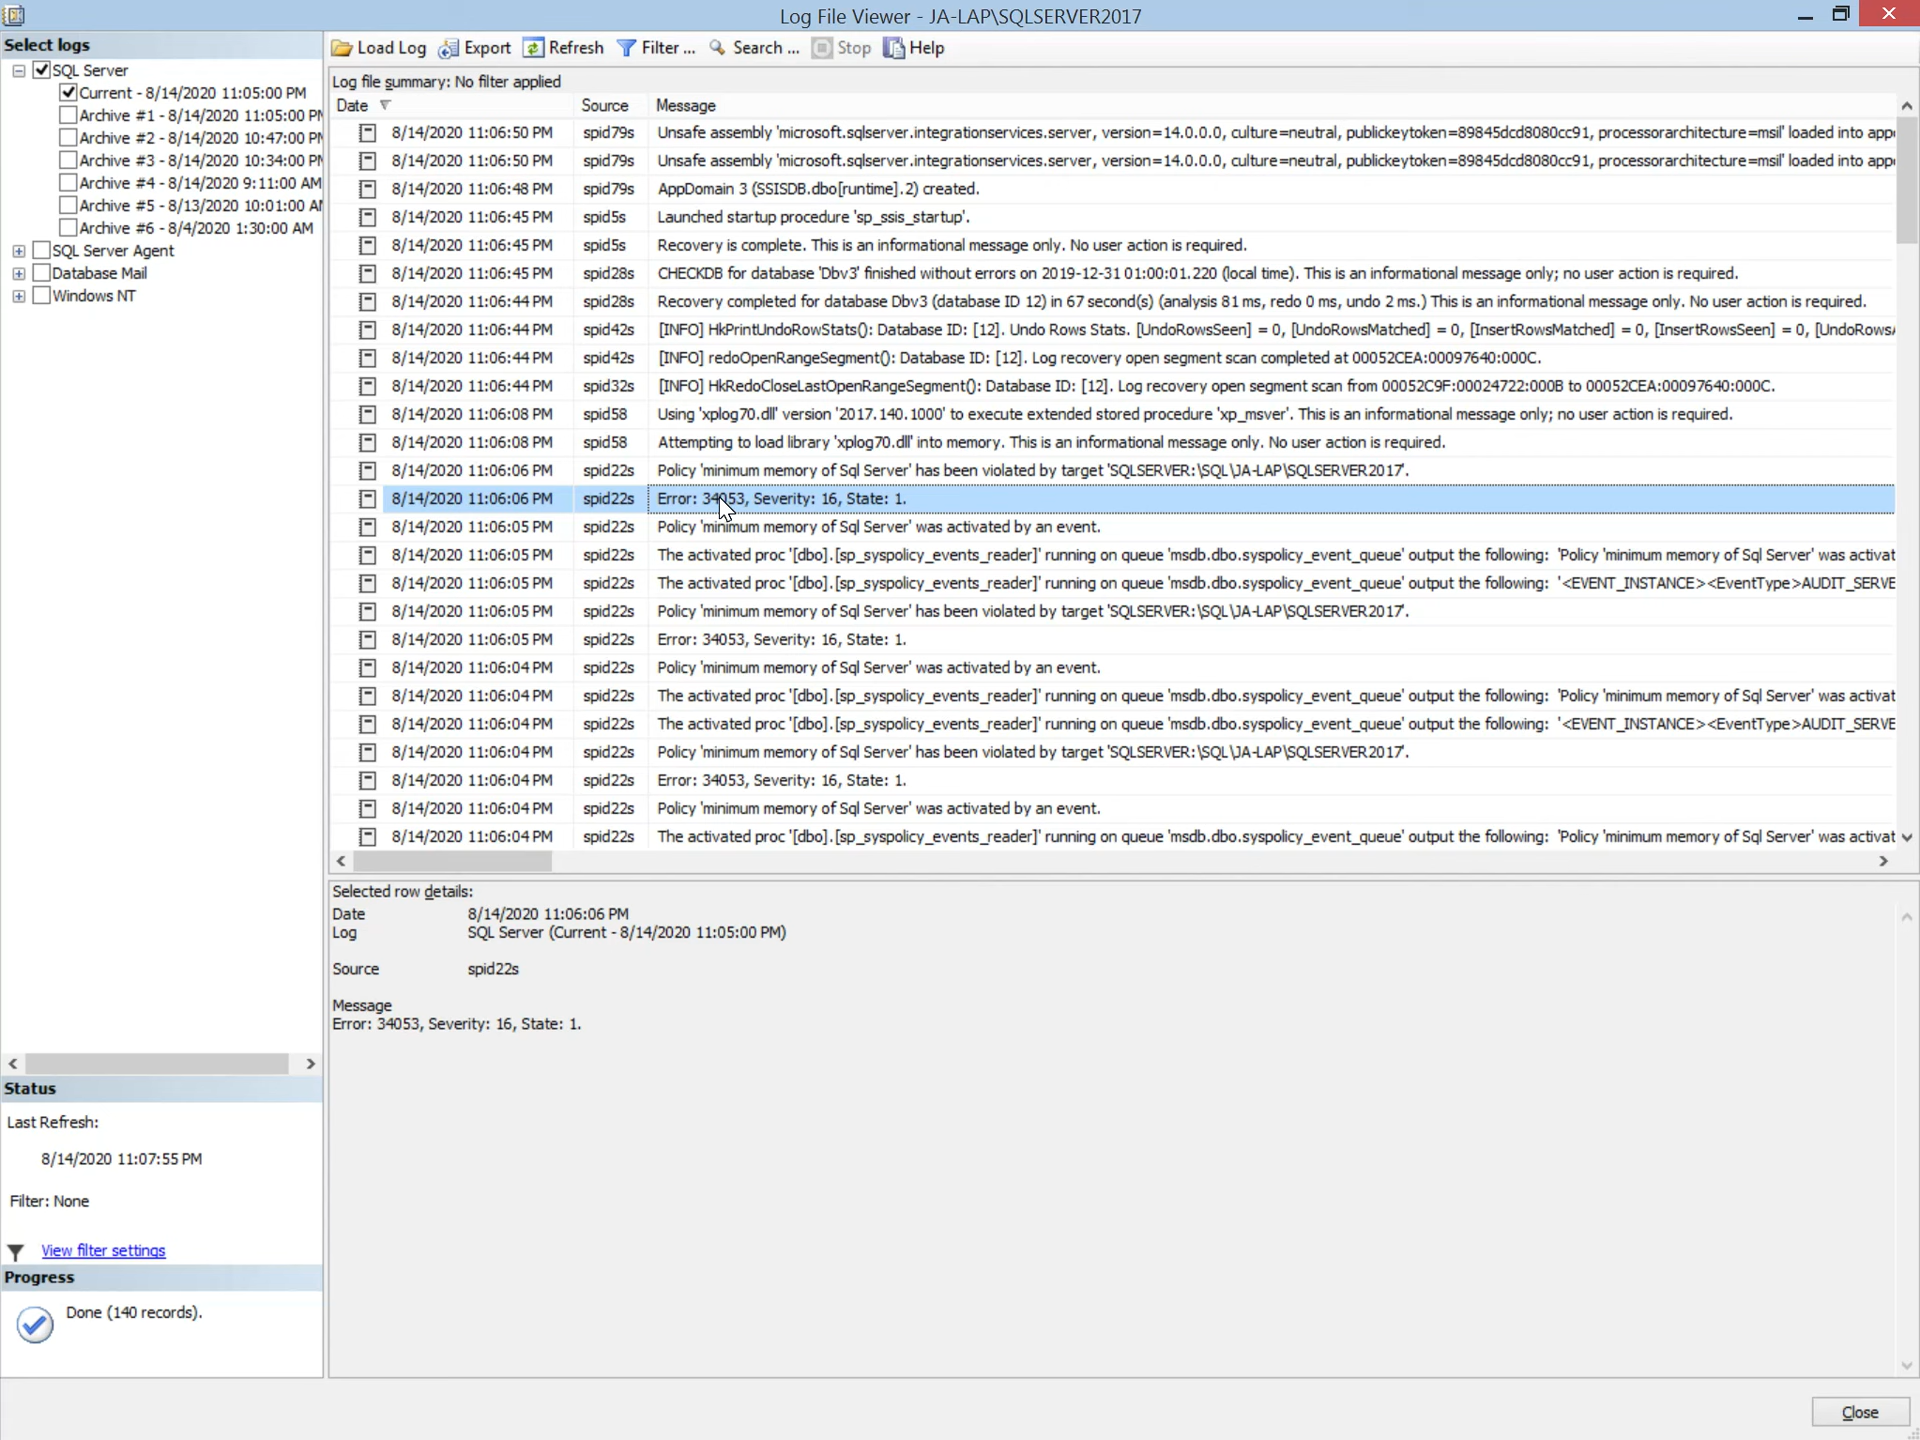 Log File Viewer - JA-LAP\SQLSERVER2017
Select logs
SQL Server
Current - 8/14/2020 11:05:00 PM
Archive #1 - 8/14/2020 11:05:00 PM
Archive #2 - 8/14/2020 10:47:00 PM
Archive #3 - 8/14/2020 10:34:00 PM
Archive #4 - 8/14/2020 9:11:00 AM
Archive #5 - 8/13/2020 10:01:00 AM
Archive #6 - 8/4/2020 1:30:00 AM
SQL Server Agent
Database Mail
Windows NT
Status
Last Refresh:
8/14/2020 11:07:55 PM
Filter: None
View filter settings
Progress
Done (140 records).
Load Log Export Refresh Filter ... Search ... Stop Help
Log file summary: No filter applied
Date Source Message
8/14/2020 11:06:50 PM spid79s Unsafe assembly 'microsoft.sqlserver.integrationservices.server, version=14.0.0.0, culture=neutral, publickeytoken=89845dcd8080cc91, processorarchitecture=msil' loaded into app
8/14/2020 11:06:50 PM spid79s Unsafe assembly 'microsoft.sqlserver.integrationservices.server, version=14.0.0.0, culture=neutral, publickeytoken=89845dcd8080cc91, processorarchitecture=msil' loaded into app
8/14/2020 11:06:48 PM spid79s AppDomain 3 (SSISDB.dbo[runtime].2) created.
8/14/2020 11:06:45 PM spid5s Launched startup procedure 'sp_ssis_startup'.
8/14/2020 11:06:45 PM spid5s Recovery is complete. This is an informational message only. No user action is required.
8/14/2020 11:06:45 PM spid28s CHECKDB for database 'Dbv3' finished without errors on 2019-12-31 01:00:01.220 (local time). This is an informational message only; no user action is required.
8/14/2020 11:06:44 PM spid28s Recovery completed for database Dbv3 (database ID 12) in 67 second(s) (analysis 81 ms, redo 0 ms, undo 2 ms.) This is an informational message only. No user action is required.
8/14/2020 11:06:44 PM spid42s [INFO] HkPrintUndoRowStats(): Database ID: [12]. Undo Rows Stats. [UndoRowsSeen] = 0, [UndoRowsMatched] = 0, [InsertRowsMatched] = 0, [InsertRowsSeen] = 0, [UndoRows
8/14/2020 11:06:44 PM spid42s [INFO] redoOpenRangeSegment(): Database ID: [12]. Log recovery open segment scan completed at 00052CEA:00097640:000C.
8/14/2020 11:06:44 PM spid32s [INFO] HkRedoCloseLastOpenRangeSegment(): Database ID: [12]. Log recovery open segment scan from 00052C9F:00024722:000B to 00052CEA:00097640:000C.
8/14/2020 11:06:08 PM spid58 Using 'xplog70.dll' version '2017.140.1000' to execute extended stored procedure 'xp_msver'. This is an informational message only; no user action is required.
8/14/2020 11:06:08 PM spid58 Attempting to load library 'xplog70.dll' into memory. This is an informational message only. No user action is required.
8/14/2020 11:06:06 PM spid22s Policy 'minimum memory of Sql Server' has been violated by target 'SQLSERVER:\SQL\JA-LAP\SQLSERVER2017'.
8/14/2020 11:06:06 PM spid22s Error: 34053, Severity: 16, State: 1.
8/14/2020 11:06:05 PM spid22s Policy 'minimum memory of Sql Server' was activated by an event.
8/14/2020 11:06:05 PM spid22s The activated proc '[dbo].[sp_syspolicy_events_reader]' running on queue 'msdb.dbo.syspolicy_event_queue' output the following: 'Policy 'minimum memory of Sql Server' was activat
8/14/2020 11:06:05 PM spid22s The activated proc '[dbo].[sp_syspolicy_events_reader]' running on queue 'msdb.dbo.syspolicy_event_queue' output the following: '<EVENT_INSTANCE><EventType>AUDIT_SERVE
8/14/2020 11:06:05 PM spid22s Policy 'minimum memory of Sql Server' has been violated by target 'SQLSERVER:\SQL\JA-LAP\SQLSERVER2017'.
8/14/2020 11:06:05 PM spid22s Error: 34053, Severity: 16, State: 1.
8/14/2020 11:06:04 PM spid22s Policy 'minimum memory of Sql Server' was activated by an event.
8/14/2020 11:06:04 PM spid22s The activated proc '[dbo].[sp_syspolicy_events_reader]' running on queue 'msdb.dbo.syspolicy_event_queue' output the following: 'Policy 'minimum memory of Sql Server' was activat
8/14/2020 11:06:04 PM spid22s The activated proc '[dbo].[sp_syspolicy_events_reader]' running on queue 'msdb.dbo.syspolicy_event_queue' output the following: '<EVENT_INSTANCE><EventType>AUDIT_SERVE
8/14/2020 11:06:04 PM spid22s Policy 'minimum memory of Sql Server' has been violated by target 'SQLSERVER:\SQL\JA-LAP\SQLSERVER2017'.
8/14/2020 11:06:04 PM spid22s Error: 34053, Severity: 16, State: 1.
8/14/2020 11:06:04 PM spid22s Policy 'minimum memory of Sql Server' was activated by an event.
8/14/2020 11:06:04 PM spid22s The activated proc '[dbo].[sp_syspolicy_events_reader]' running on queue 'msdb.dbo.syspolicy_event_queue' output the following: 'Policy 'minimum memory of Sql Server' was activat
Selected row details:
Date 8/14/2020 11:06:06 PM
Log SQL Server (Current - 8/14/2020 11:05:00 PM)
Source spid22s
Message
Error: 34053, Severity: 16, State: 1.
Close